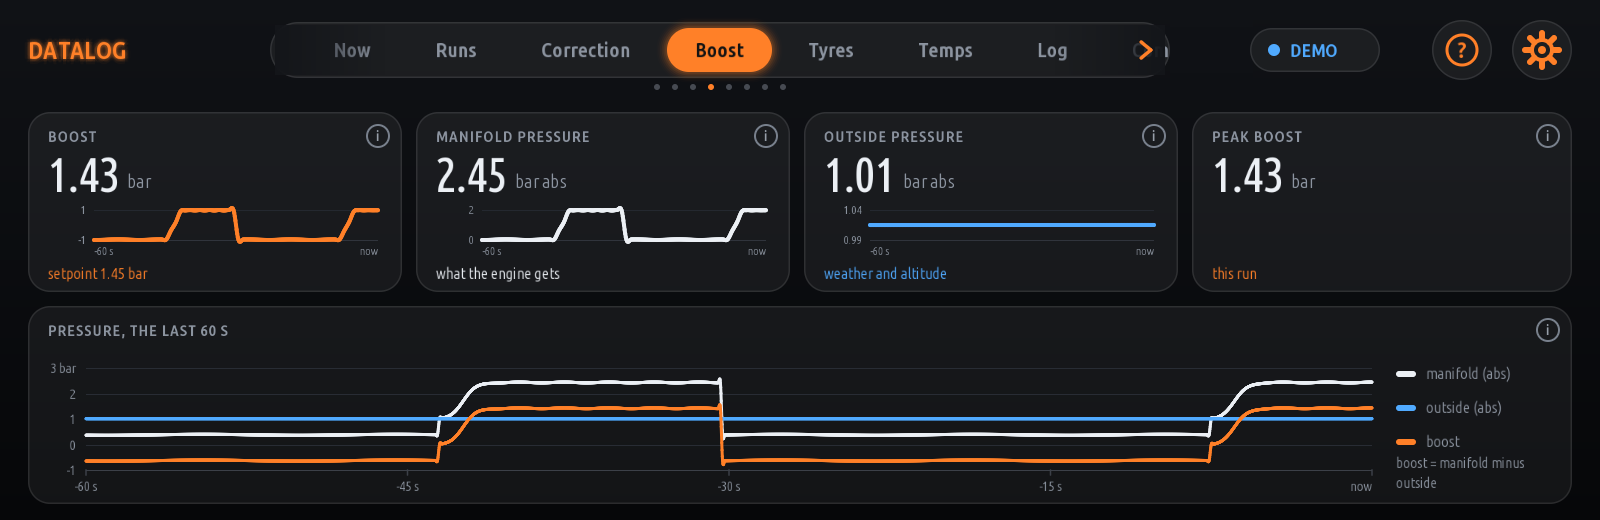 DATALOG
Now Runs Correction Boost Tyres Temps Log
DEMO
?
BOOST
i
1.43 bar
1
-1
-60 s
now
setpoint 1.45 bar
MANIFOLD PRESSURE
i
2.45 bar abs
2
0
-60 s
now
what the engine gets
OUTSIDE PRESSURE
i
1.01 bar abs
1.04
0.99
-60 s
now
weather and altitude
PEAK BOOST
i
1.43 bar
this run
PRESSURE, THE LAST 60 S
i
3 bar
2
1
0
-1
-60 s
-45 s
-30 s
-15 s
now
manifold (abs)
outside (abs)
boost
boost = manifold minus
outside